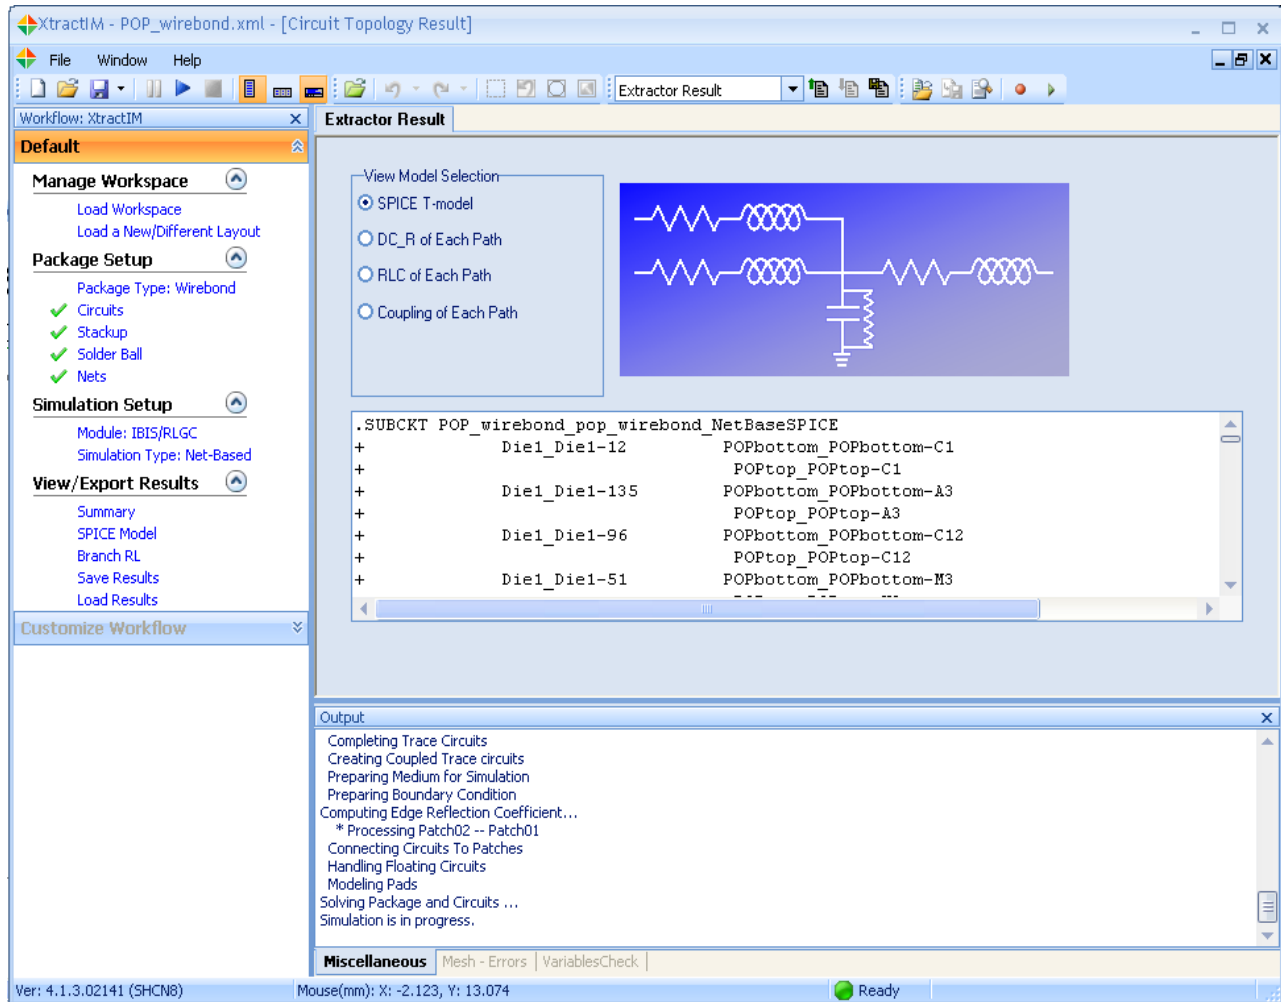 XtractIM - POP_wirebond.xml - [Circuit Topology Result]
File Window Help
Extractor Result
Workflow: XtractIM
Default
Manage Workspace
Load Workspace
Load a New/Different Layout
Package Setup
Package Type: Wirebond
Circuits
Stackup
Solder Ball
Nets
Simulation Setup
Module: IBIS/RLGC
Simulation Type: Net-Based
View/Export Results
Summary
SPICE Model
Branch RL
Save Results
Load Results
Customize Workflow
Extractor Result
View Model Selection
SPICE T-model
DC_R of Each Path
RLC of Each Path
Coupling of Each Path
.SUBCKT POP_wirebond_pop_wirebond_NetBaseSPICE
+ Die1_Die1-12 POPbottom_POPbottom-C1
+ POPtop_POPtop-C1
+ Die1_Die1-135 POPbottom_POPbottom-A3
+ POPtop_POPtop-A3
+ Die1_Die1-96 POPbottom_POPbottom-C12
+ POPtop_POPtop-C12
+ Die1_Die1-51 POPbottom_POPbottom-M3
Output
Completing Trace Circuits
Creating Coupled Trace circuits
Preparing Medium for Simulation
Preparing Boundary Condition
Computing Edge Reflection Coefficient...
* Processing Patch02 -- Patch01
Connecting Circuits To Patches
Handling Floating Circuits
Modeling Pads
Solving Package and Circuits ...
Simulation is in progress.
Miscellaneous Mesh - Errors VariablesCheck
Ver: 4.1.3.02141 (SHCN8) Mouse(mm): X: -2.123, Y: 13.074 Ready